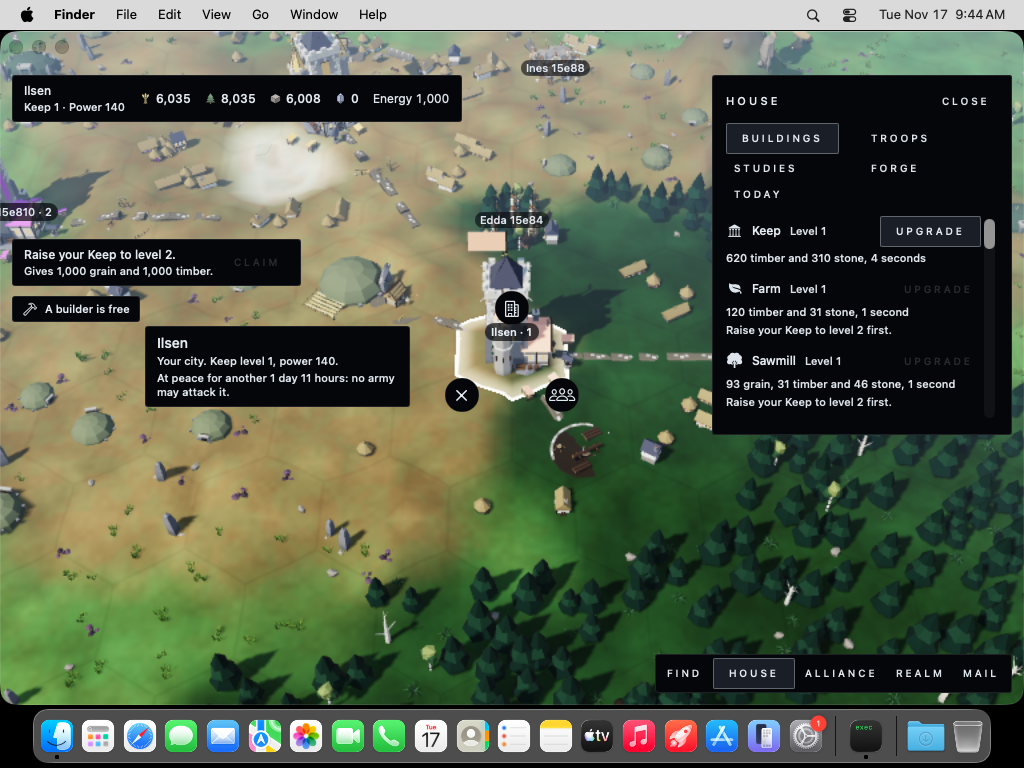 Finder File Edit View Go Window Help Tue Nov 17 9:44 AM
Ines 15e88
Ilsen
Keep 1 · Power 140
6,035 8,035 6,008 0 Energy 1,000
HOUSE CLOSE
BUILDINGS TROOPS
STUDIES FORGE
TODAY
15e810 · 2
Edda 15e84
Keep Level 1 UPGRADE
620 timber and 310 stone, 4 seconds
Farm Level 1 UPGRADE
120 timber and 31 stone, 1 second
Raise your Keep to level 2 first.
Sawmill Level 1 UPGRADE
93 grain, 31 timber and 46 stone, 1 second
Raise your Keep to level 2 first.
Raise your Keep to level 2.
Gives 1,000 grain and 1,000 timber.
CLAIM
A builder is free
Ilsen · 1
Ilsen
Your city. Keep level 1, power 140.
At peace for another 1 day 11 hours: no army
may attack it.
FIND HOUSE ALLIANCE REALM MAIL
Tue
17
tv
1
exec